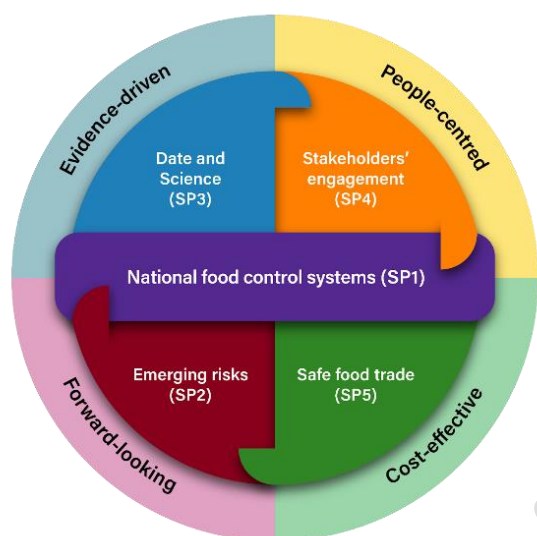 Evidence-driven
People-centred
Date and
Science
(SP3)
Stakeholders'
engagement
(SP4)
National food control systems (SP1)
Emerging risks
(SP2)
Safe food trade
(SP5)
Forward-looking
Cost-effective